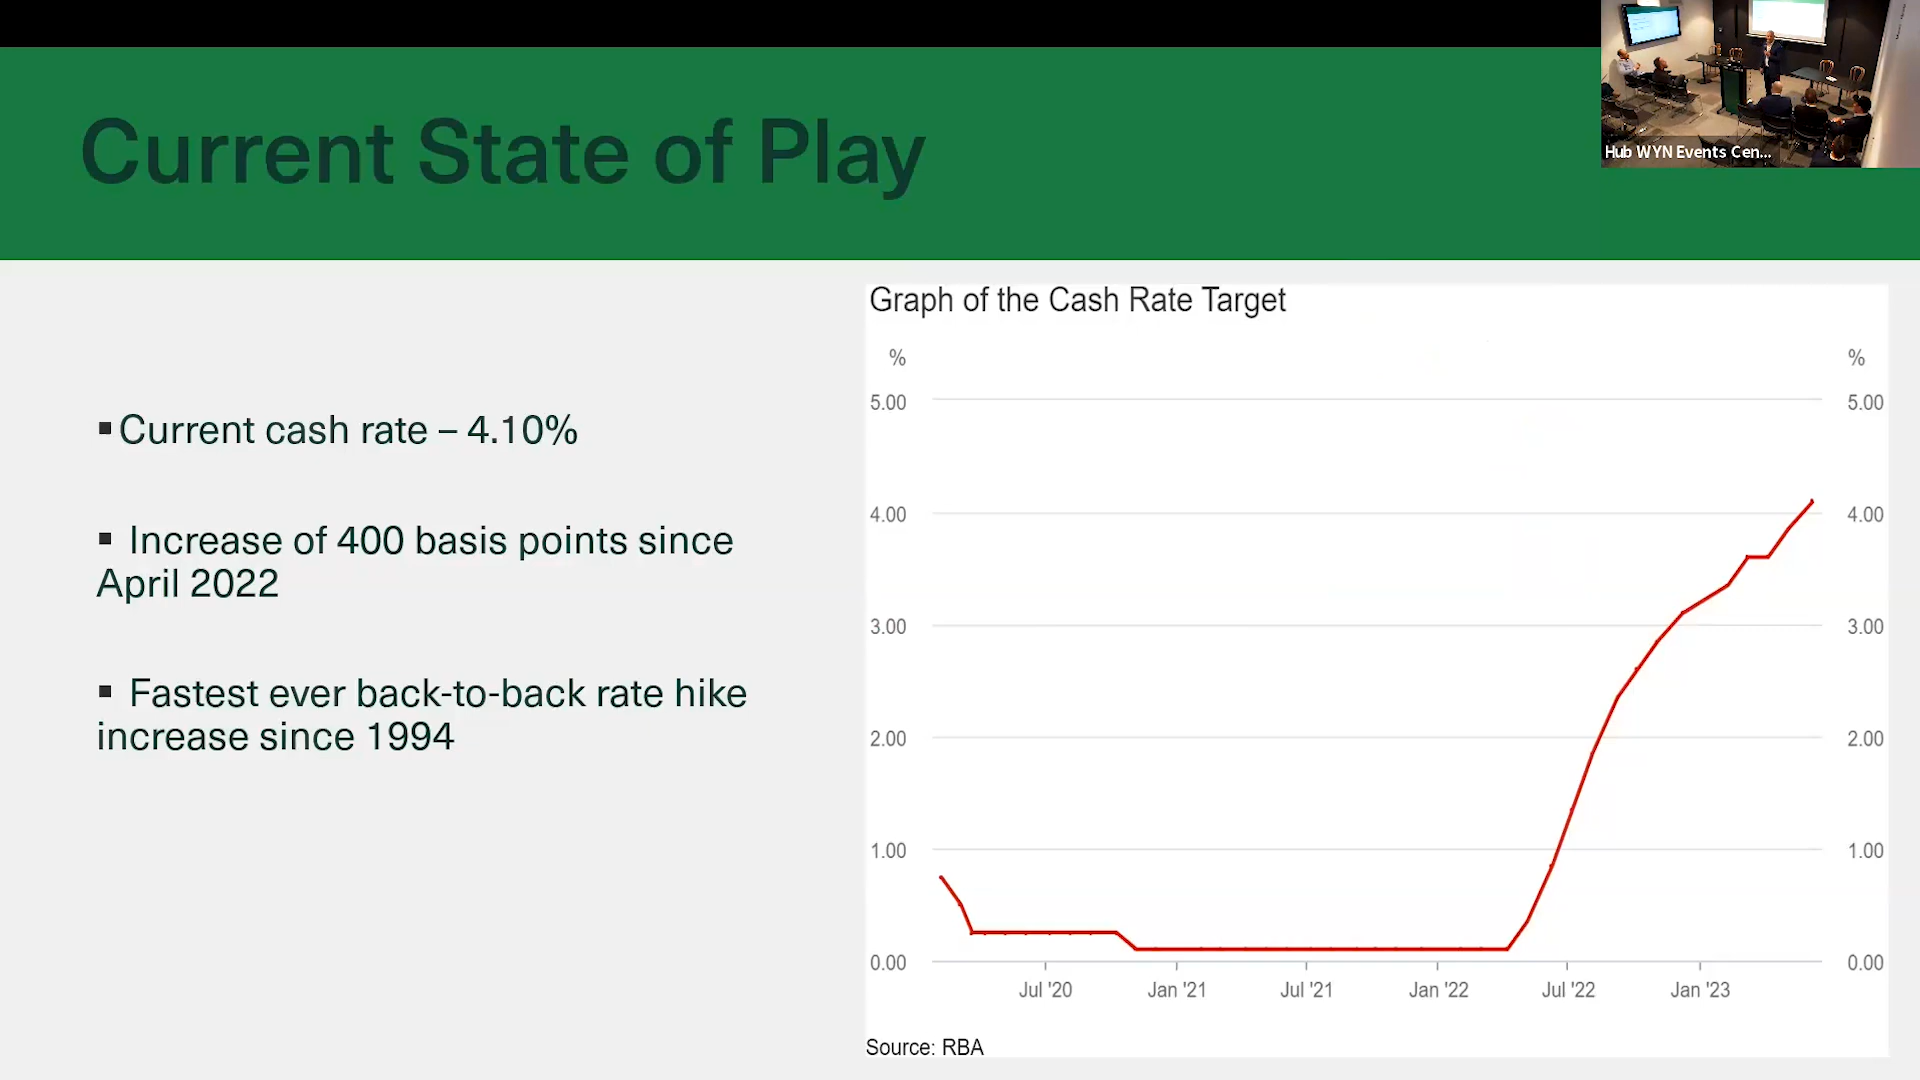 Current State of Play
Hub WYN Events Cen...
▪Current cash rate – 4.10%
▪ Increase of 400 basis points since
April 2022
▪ Fastest ever back-to-back rate hike
increase since 1994
Graph of the Cash Rate Target
% %
5.00 5.00
4.00 4.00
3.00 3.00
2.00 2.00
1.00 1.00
0.00 0.00
Jul '20 Jan '21 Jul '21 Jan '22 Jul '22 Jan '23
Source: RBA